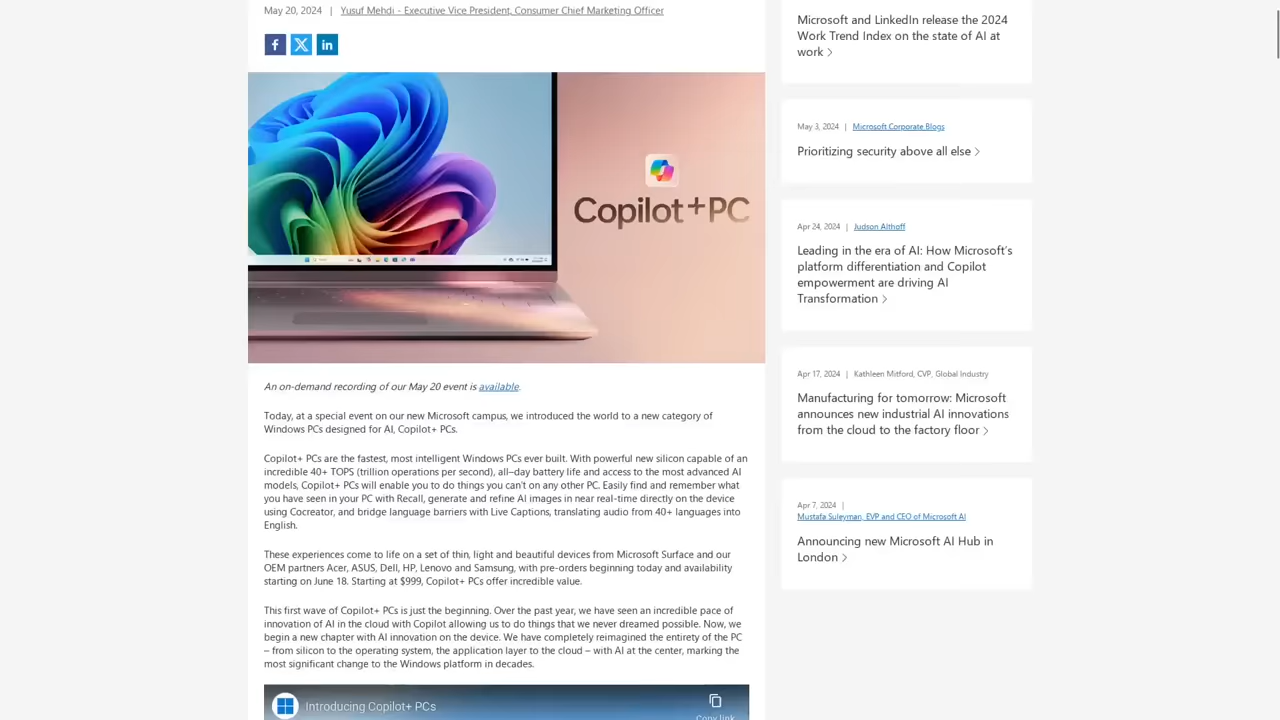 May 20, 2024 | Yusuf Mehdi - Executive Vice President, Consumer Chief Marketing Officer
Copilot+PC
An on-demand recording of our May 20 event is available.
Today, at a special event on our new Microsoft campus, we introduced the world to a new category of
Windows PCs designed for AI, Copilot+ PCs.
Copilot+ PCs are the fastest, most intelligent Windows PCs ever built. With powerful new silicon capable of an
incredible 40+ TOPS (trillion operations per second), all–day battery life and access to the most advanced AI
models, Copilot+ PCs will enable you to do things you can't on any other PC. Easily find and remember what
you have seen in your PC with Recall, generate and refine AI images in near real-time directly on the device
using Cocreator, and bridge language barriers with Live Captions, translating audio from 40+ languages into
English.
These experiences come to life on a set of thin, light and beautiful devices from Microsoft Surface and our
OEM partners Acer, ASUS, Dell, HP, Lenovo and Samsung, with pre-orders beginning today and availability
starting on June 18. Starting at $999, Copilot+ PCs offer incredible value.
This first wave of Copilot+ PCs is just the beginning. Over the past year, we have seen an incredible pace of
innovation of AI in the cloud with Copilot allowing us to do things that we never dreamed possible. Now, we
begin a new chapter with AI innovation on the device. We have completely reimagined the entirety of the PC
– from silicon to the operating system, the application layer to the cloud – with AI at the center, marking the
most significant change to the Windows platform in decades.
Introducing Copilot+ PCs
Copy link
Microsoft and LinkedIn release the 2024
Work Trend Index on the state of AI at
work >
May 3, 2024 | Microsoft Corporate Blogs
Prioritizing security above all else >
Apr 24, 2024 | Judson Althoff
Leading in the era of AI: How Microsoft's
platform differentiation and Copilot
empowerment are driving AI
Transformation >
Apr 17, 2024 | Kathleen Mitford, CVP, Global Industry
Manufacturing for tomorrow: Microsoft
announces new industrial AI innovations
from the cloud to the factory floor >
Apr 7, 2024 |
Mustafa Suleyman, EVP and CEO of Microsoft AI
Announcing new Microsoft AI Hub in
London >